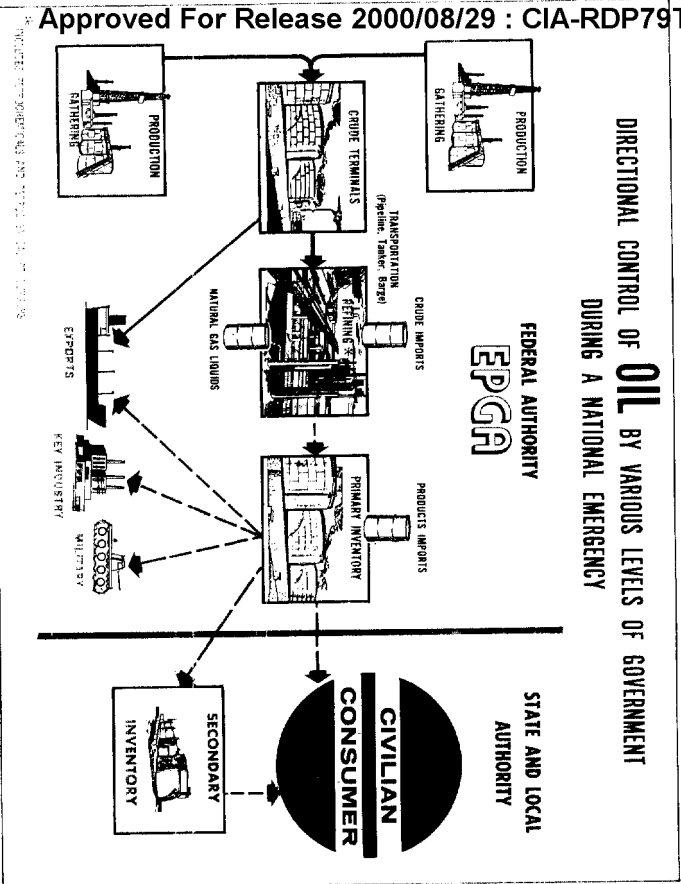 Approved For Release 2000/08/29 : CIA-RDP79T
DIRECTIONAL CONTROL OF OIL BY VARIOUS LEVELS OF GOVERNMENT
DURING A NATIONAL EMERGENCY
FEDERAL AUTHORITY
EPGA
STATE AND LOCAL
AUTHORITY
PRODUCTION
GATHERING
PRODUCTION
GATHERING
CRUDE TERMINALS
TRANSPORTATION
(Pipeline, Tanker, Barge)
CRUDE IMPORTS
REFINING *
NATURAL GAS LIQUIDS
PRODUCTS IMPORTS
PRIMARY INVENTORY
EXPORTS
KEY INDUSTRY
MILITARY
CIVILIAN
CONSUMER
SECONDARY
INVENTORY